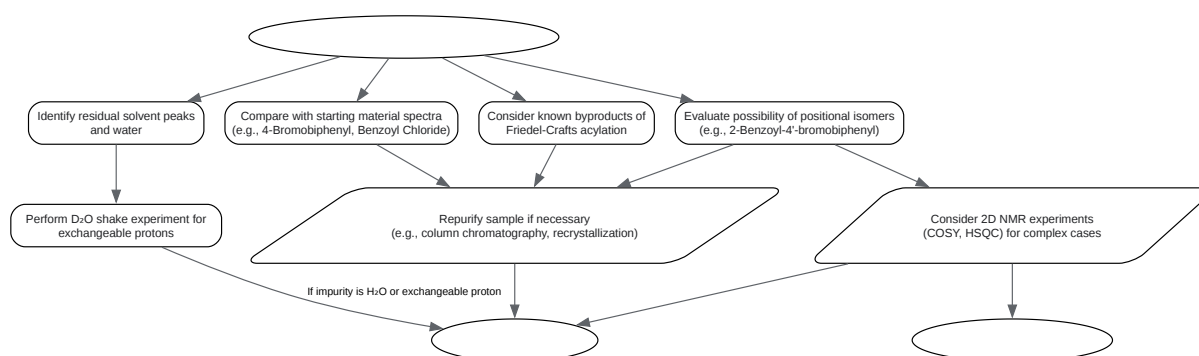 Identify residual solvent peaks
and water
Compare with starting material spectra
(e.g., 4-Bromobiphenyl, Benzoyl Chloride)
Consider known byproducts of
Friedel-Crafts acylation
Evaluate possibility of positional isomers
(e.g., 2-Benzoyl-4'-bromobiphenyl)
Perform D₂O shake experiment for
exchangeable protons
Repurify sample if necessary
(e.g., column chromatography, recrystallization)
Consider 2D NMR experiments
(COSY, HSQC) for complex cases
If impurity is H₂O or exchangeable proton